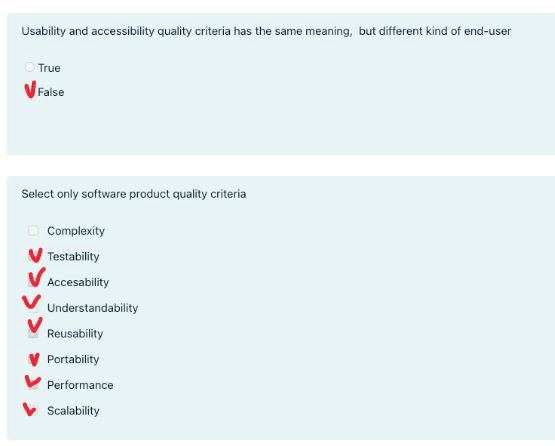 Usability and accessibility quality criteria has the same meaning, but different kind of end-user
True
False
Select only software product quality criteria
Complexity
Testability
Accesability
Understandability
Reusability
Portability
Performance
Scalability